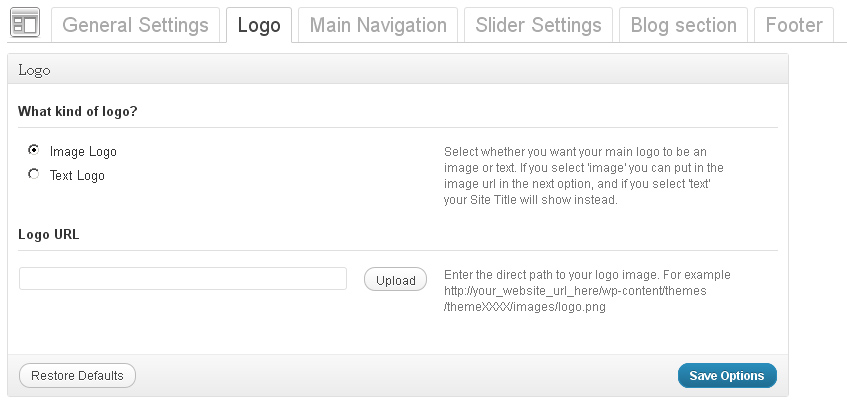 General Settings Logo Main Navigation Slider Settings Blog section Footer
Logo
What kind of logo?
Image Logo
Text Logo
Select whether you want your main logo to be an
image or text. If you select 'image' you can put in the
image url in the next option, and if you select 'text'
your Site Title will show instead.
Logo URL
Upload
Enter the direct path to your logo image. For example
http://your_website_url_here/wp-content/themes
/themeXXXX/images/logo.png
Restore Defaults
Save Options